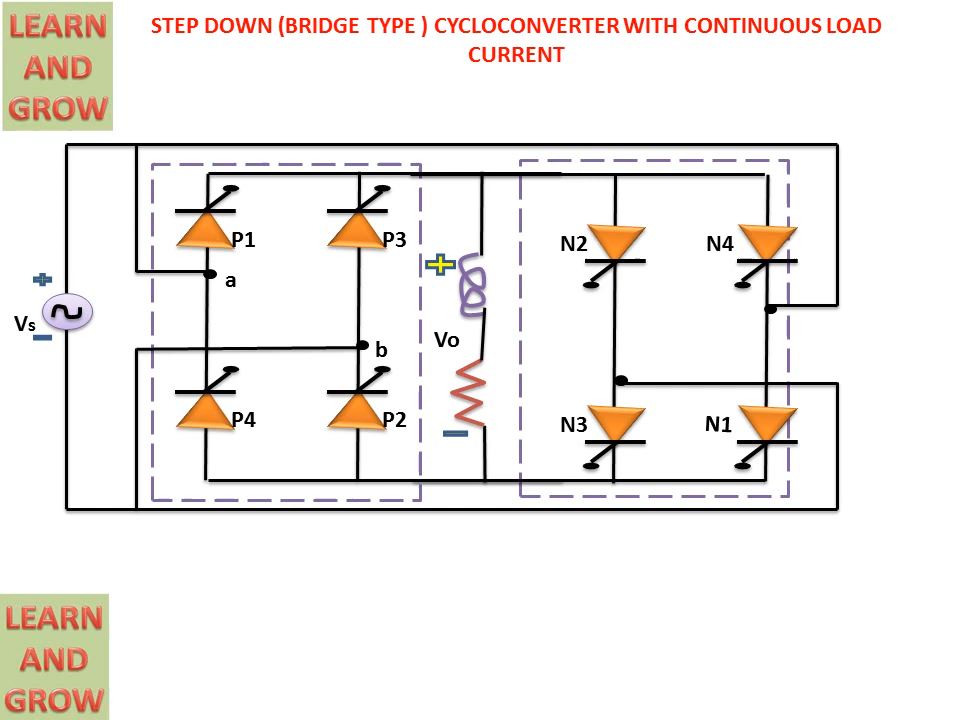 LEARN
AND
GROW
STEP DOWN (BRIDGE TYPE ) CYCLOCONVERTER WITH CONTINUOUS LOAD
CURRENT
P1
P3
N2
N4
a
+
+
Vs
Vo
b
P4
P2
N3
N1
LEARN
AND
GROW